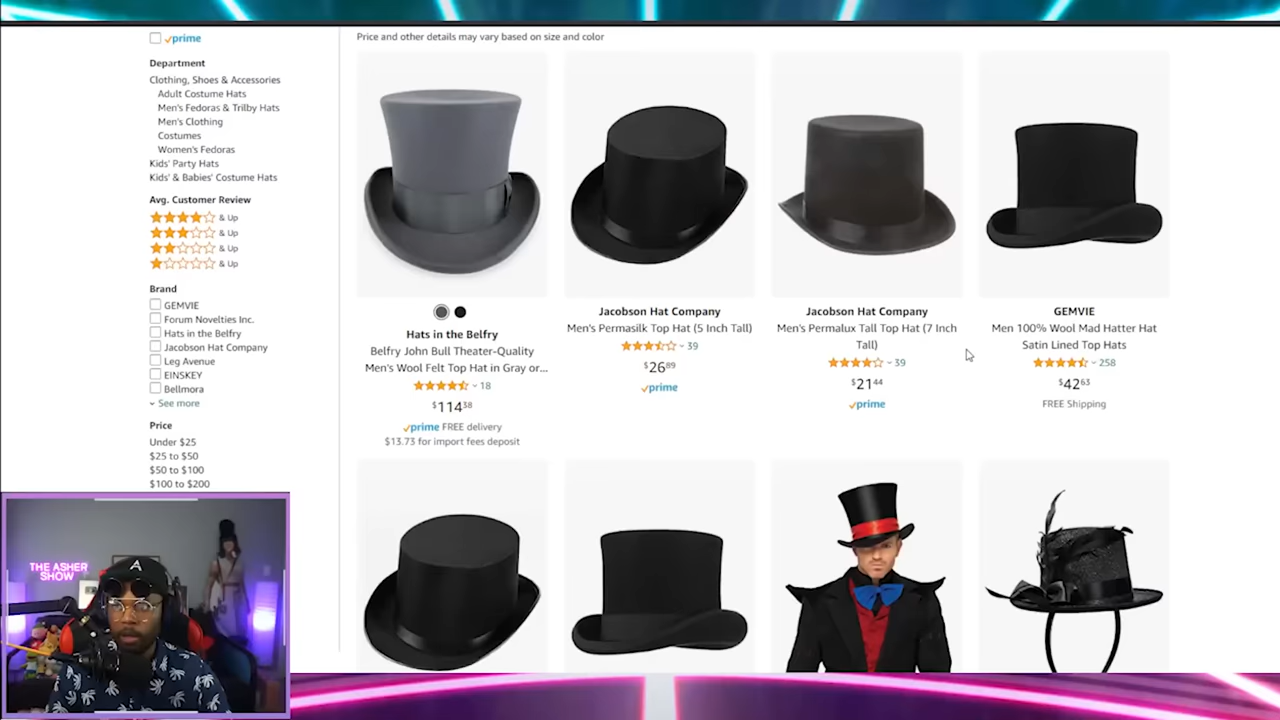 prime
Price and other details may vary based on size and color
Department
Clothing, Shoes & Accessories
Adult Costume Hats
Men's Fedoras & Trilby Hats
Men's Clothing
Costumes
Women's Fedoras
Kids' Party Hats
Kids' & Babies' Costume Hats
Avg. Customer Review
& Up
& Up
& Up
& Up
Brand
GEMVIE
Forum Novelties Inc.
Hats in the Belfry
Jacobson Hat Company
Leg Avenue
EINSKEY
Bellmora
See more
Price
Under $25
$25 to $50
$50 to $100
$100 to $200
Hats in the Belfry
Belfry John Bull Theater-Quality
Men's Wool Felt Top Hat in Gray or...
18
$114 38
prime FREE delivery
$13.73 for import fees deposit
Jacobson Hat Company
Men's Permasilk Top Hat (5 Inch Tall)
39
$26 89
prime
Jacobson Hat Company
Men's Permalux Tall Top Hat (7 Inch
Tall)
39
$21 44
prime
GEMVIE
Men 100% Wool Mad Hatter Hat
Satin Lined Top Hats
258
$42 63
FREE Shipping
THE ASHER
SHOW
A